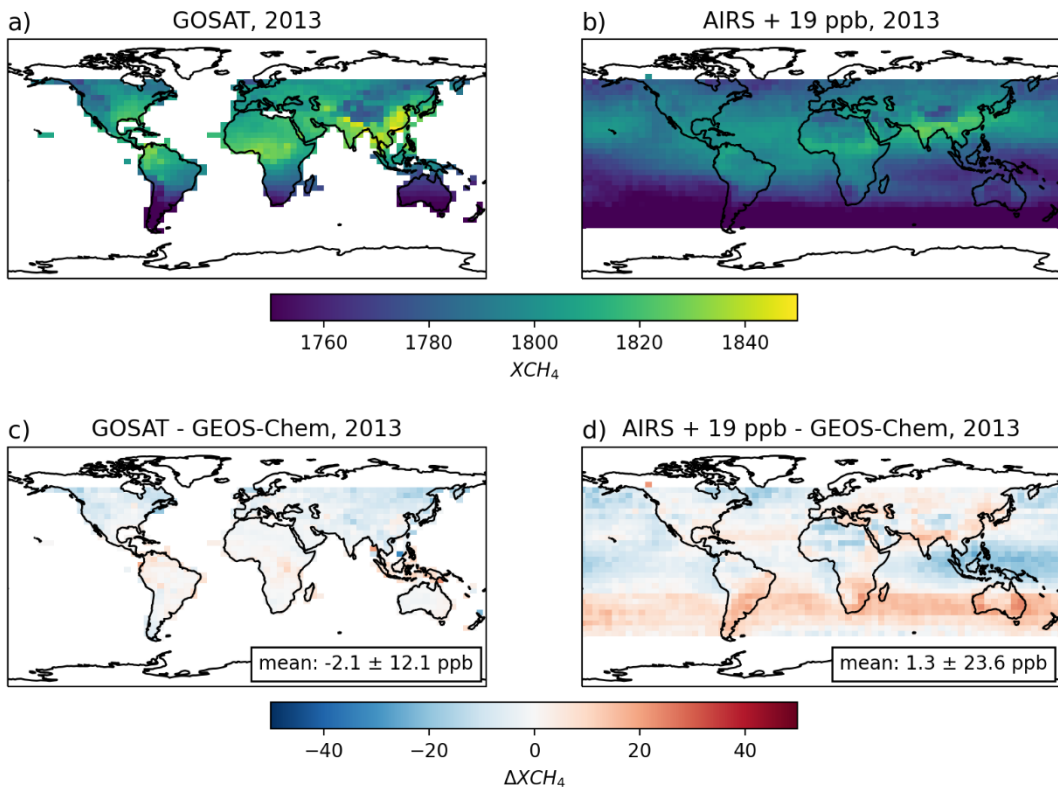 a) GOSAT, 2013
b) AIRS + 19 ppb, 2013
1760 1780 1800 1820 1840
XCH4
c) GOSAT - GEOS-Chem, 2013
d) AIRS + 19 ppb - GEOS-Chem, 2013
mean: -2.1 ± 12.1 ppb
mean: 1.3 ± 23.6 ppb
−40 −20 0 20 40
ΔXCH4